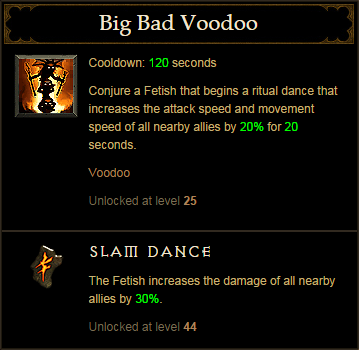 Big Bad Voodoo
Cooldown: 120 seconds
Conjure a Fetish that begins a ritual dance that
increases the attack speed and movement
speed of all nearby allies by 20% for 20
seconds.
Voodoo
Unlocked at level 25
SLAM DANCE
The Fetish increases the damage of all nearby
allies by 30%.
Unlocked at level 44